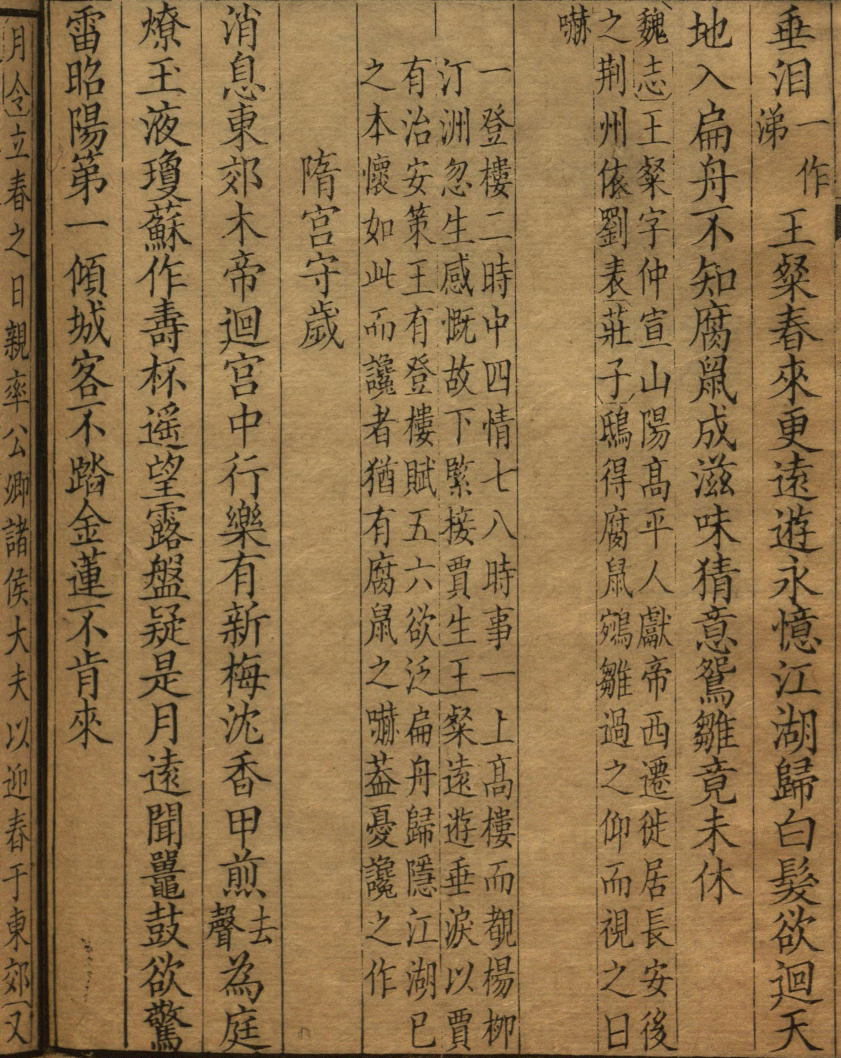 垂泪一作涕王粲春來更遠遊永憶江湖歸白髮欲迴天
地入扁舟不知腐鼠成滋味猜意鴛雛竟未休
魏志王粲字仲宣山陽高平人獻帝西遷徙居長安後
之荆州依劉表莊子鴟得腐鼠鵷雛過之仰而視之曰
嚇
一登樓二時中四情七八時事一上高樓而覩楊柳
汀洲忽生感慨故下緊接賈生王粲遠遊垂淚以賈
有治安策王有登樓賦五六欲泛扁舟歸隱江湖已
之本懷如此而讒者猶有腐鼠之嚇葢憂讒之作
隋宮守歲
消息東郊木帝迴宮中行樂有新梅沈香甲煎去聲為庭
燎玉液瓊蘇作壽杯遥望露盤疑是月遠聞鼉鼓欲驚
雷昭陽第一傾城客不踏金蓮不肯來
月令立春之日親率公卿諸侯大夫以迎春于東郊又